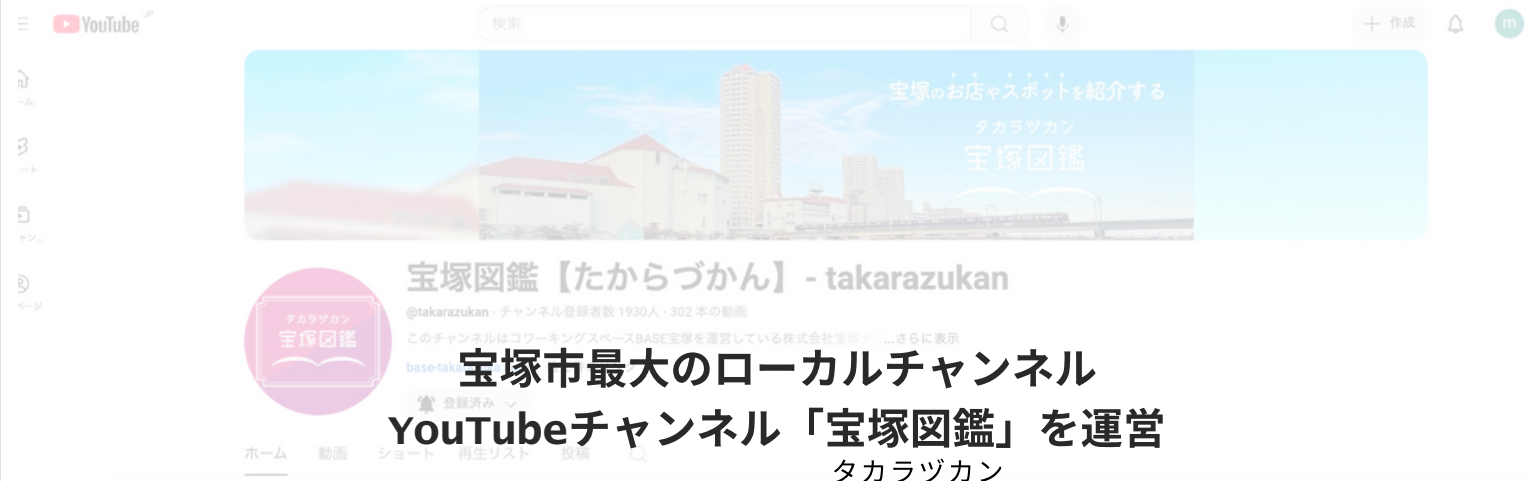 YouTube JP
検索
作成
m
宝塚のお店やスポットを紹介する
タカラヅカン
宝塚図鑑
宝塚図鑑【たからづかん】- takarazukan
@takarazukan · チャンネル登録者数 1930人 · 302 本の動画
このチャンネルはコワーキングスペースBASE宝塚を運営している株式会社宝塚 ...さらに表示
タカラヅカン
宝塚図鑑
base-taka
宝塚市最大のローカルチャンネル
登録済み
YouTubeチャンネル「宝塚図鑑」を運営
タカラヅカン
ホーム 動画 ショート 再生リスト 投稿